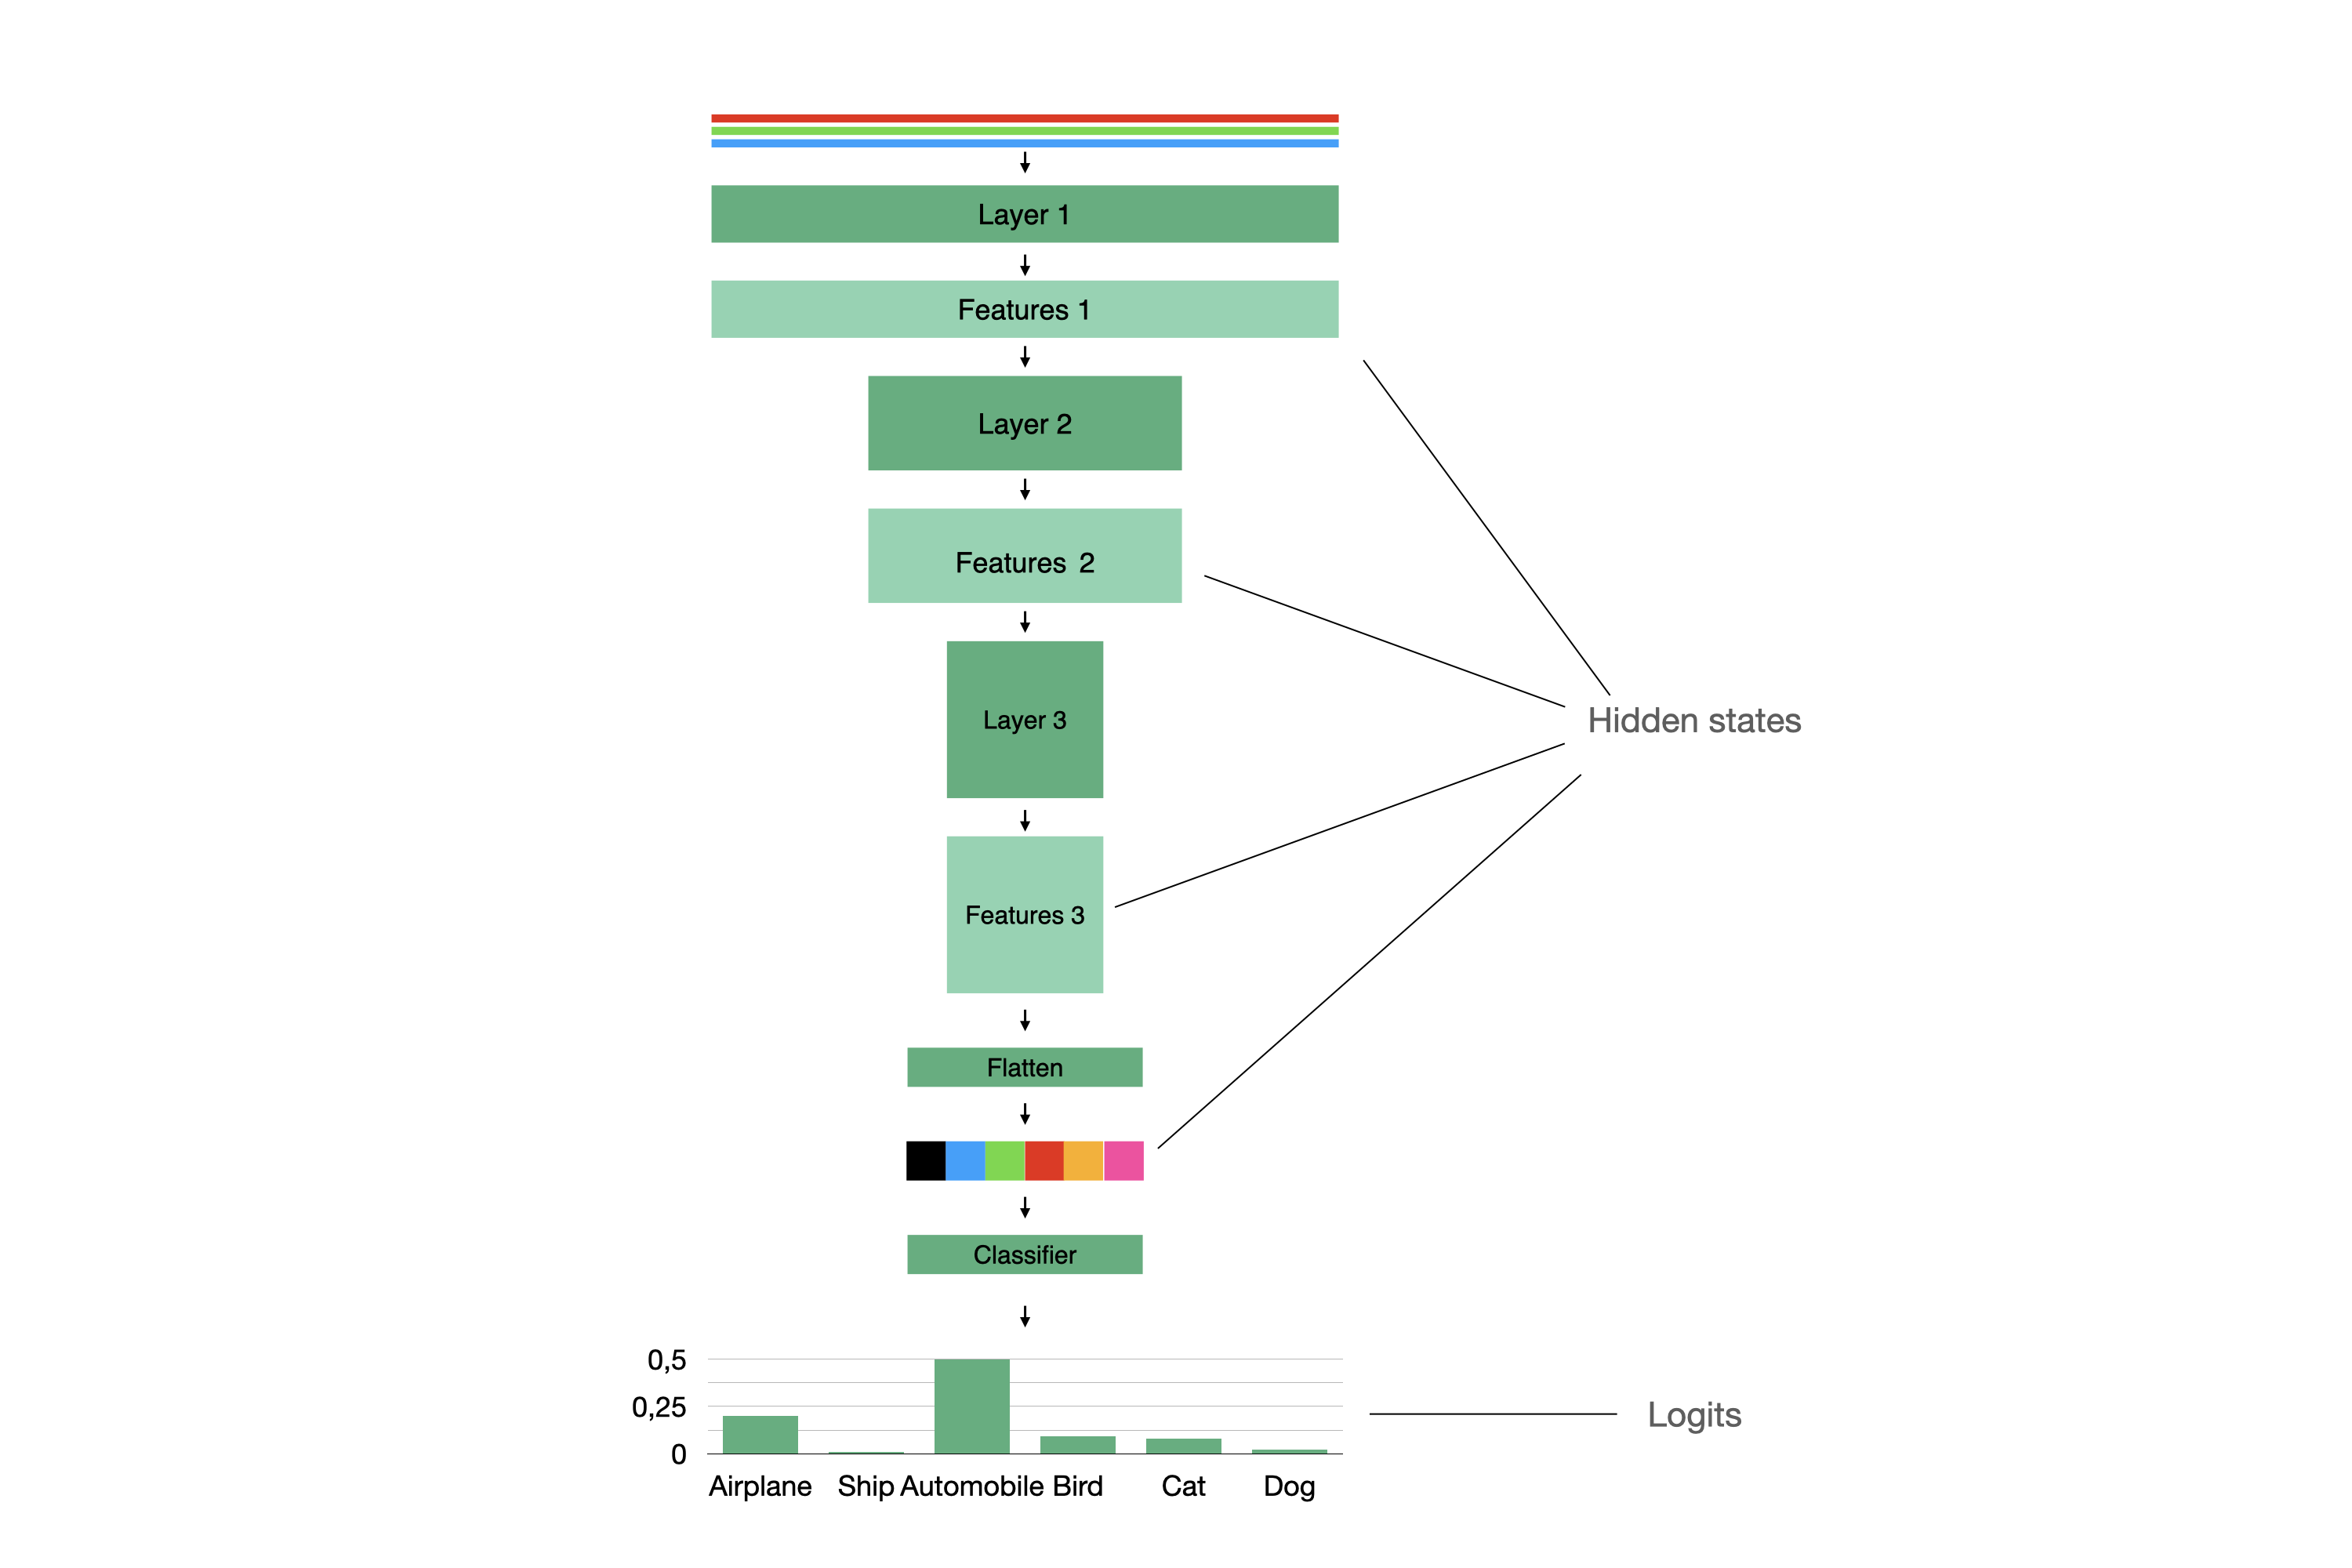 Layer 1
Features 1
Layer 2
Features 2
Layer 3
Hidden states
Features 3
Flatten
Classifier
0,5
0,25
0
Logits
Airplane Ship Automobile Bird Cat Dog